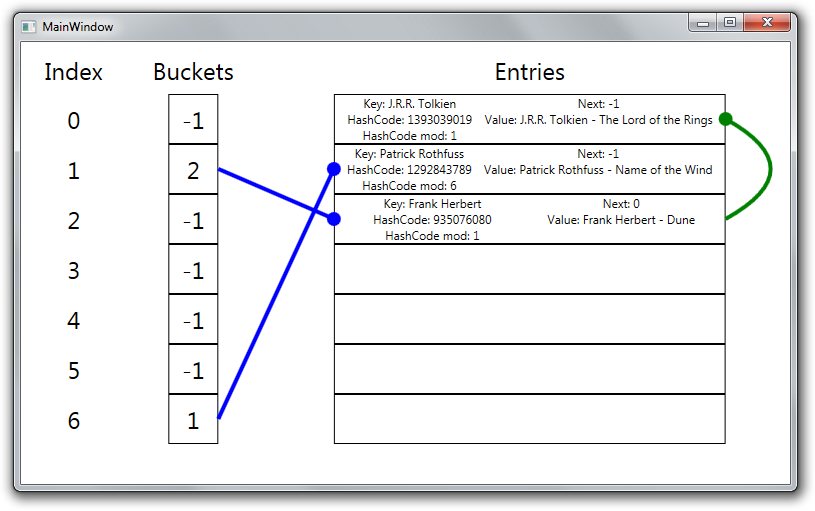 MainWindow
Index Buckets Entries
0 -1
Key: J.R.R. Tolkien Next: -1
HashCode: 1393039019 Value: J.R.R. Tolkien - The Lord of the Rings
HashCode mod: 1
1 2
Key: Patrick Rothfuss Next: -1
HashCode: 1292843789 Value: Patrick Rothfuss - Name of the Wind
HashCode mod: 6
2 -1
Key: Frank Herbert Next: 0
HashCode: 935076080 Value: Frank Herbert - Dune
HashCode mod: 1
3 -1
4 -1
5 -1
6 1